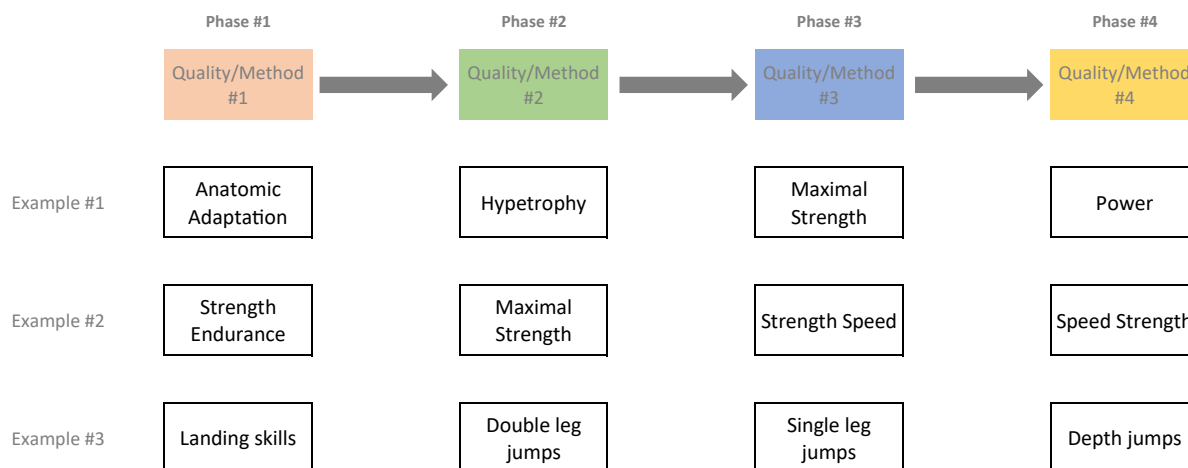 Phase #1
Phase #2
Phase #3
Phase #4
Quality/Method
#1
Quality/Method
#2
Quality/Method
#3
Quality/Method
#4
Example #1
Anatomic
Adaptation
Hypetrophy
Maximal
Strength
Power
Example #2
Strength
Endurance
Maximal
Strength
Strength Speed
Speed Strength
Example #3
Landing skills
Double leg
jumps
Single leg
jumps
Depth jumps